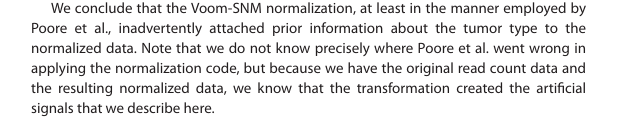 We conclude that the Voom-SNM normalization, at least in the manner employed by
Poore et al., inadvertently attached prior information about the tumor type to the
normalized data. Note that we do not know precisely where Poore et al. went wrong in
applying the normalization code, but because we have the original read count data and
the resulting normalized data, we know that the transformation created the artificial
signals that we describe here.